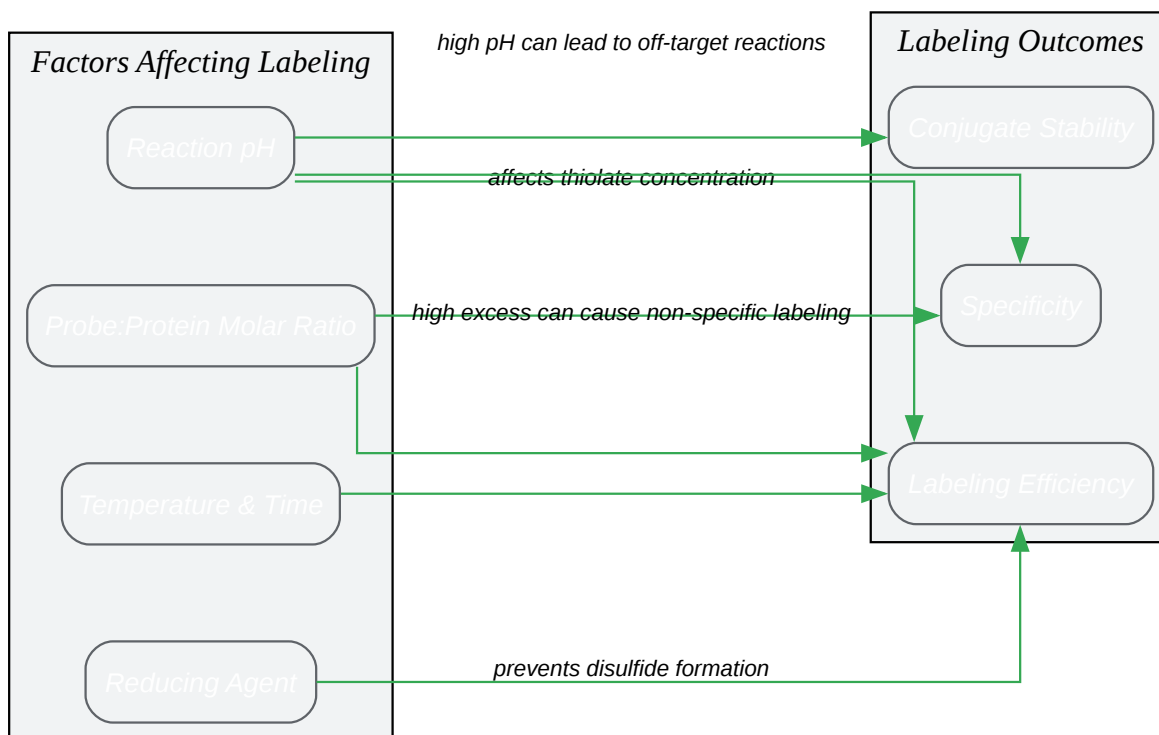 Factors Affecting Labeling
Reaction pH
Probe:Protein Molar Ratio
Temperature & Time
Reducing Agent
high pH can lead to off-target reactions
affects thiolate concentration
high excess can cause non-specific labeling
prevents disulfide formation
Labeling Outcomes
Conjugate Stability
Specificity
Labeling Efficiency